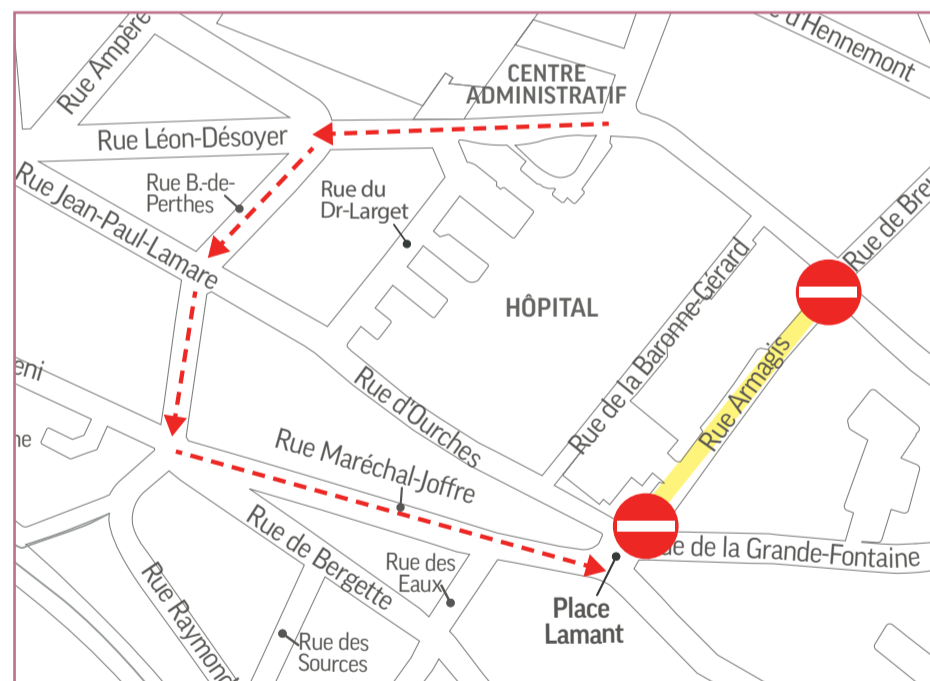 Rue Ampère
d'Hennemont
CENTRE
ADMINISTRATIF
Rue Léon-Désoyer
Rue B.-de-
Perthes
Rue du
Dr-Larget
Rue Jean-Paul-Lamare
Rue de Bret
HÔPITAL
Rue de la Baronne-Gérard
Rue Armagis
eni
Rue d'Ourches
ne
Rue Maréchal-Joffre
Rue de Bergette
ue de la Grande-Fontaine
Rue des
Eaux
Rue Raymond
Place
Lamant
Rue des
Sources